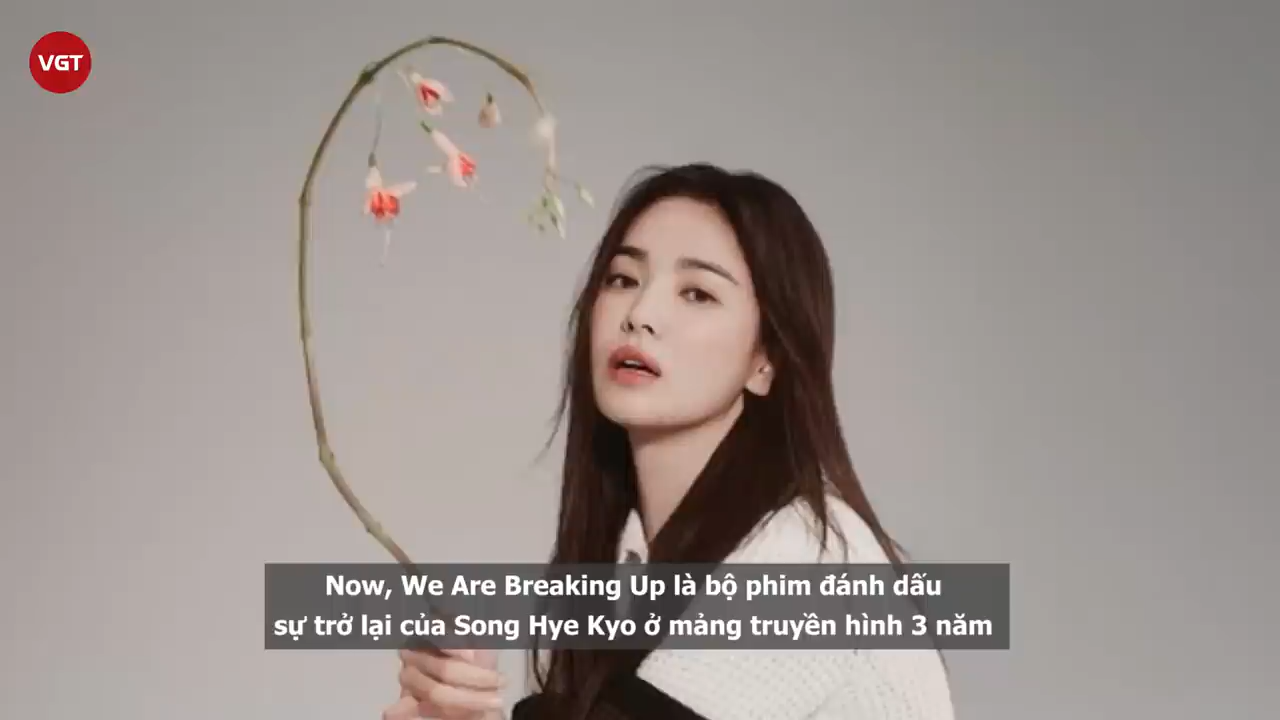 VGT
Now, We Are Breaking Up là bộ phim đánh dấu
sự trở lại của Song Hye Kyo ở mảng truyền hình 3 năm